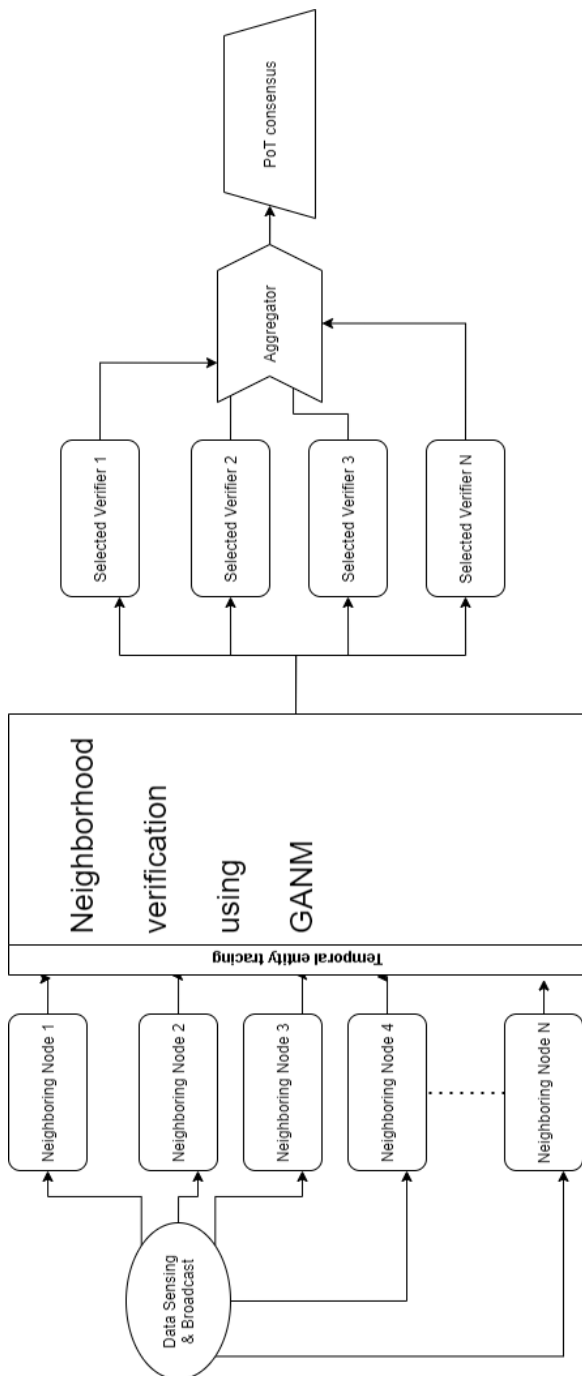 Data Sensing
& Broadcast
Neighboring Node 1
Neighboring Node 2
Neighboring Node 3
Neighboring Node 4
Neighboring Node N
Temporal entity tracing
Neighborhood
verification
using
GANM
Selected Verifier 1
Selected Verifier 2
Selected Verifier 3
Selected Verifier N
Aggregator
PoT consensus